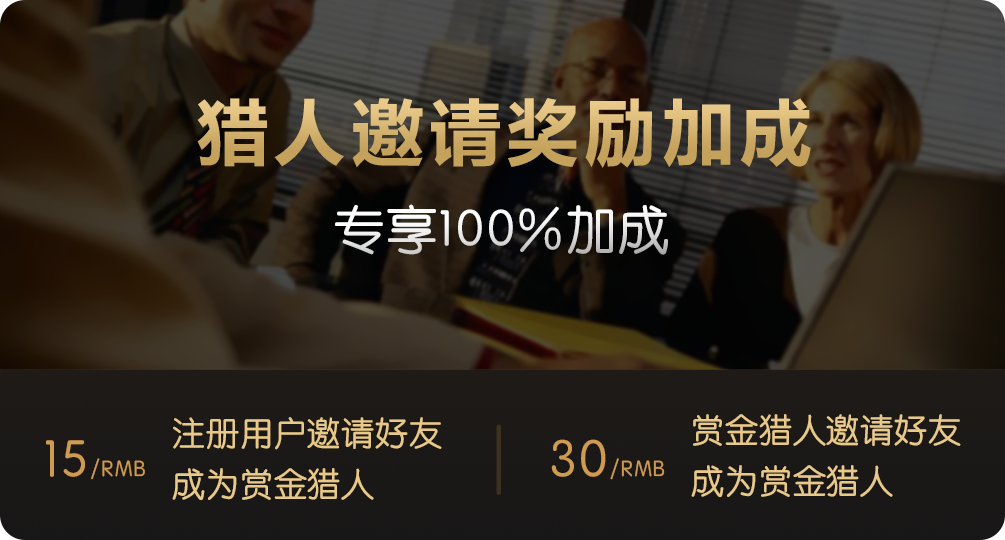 猎人邀请奖励加成
专享100%加成
15/RMB
注册用户邀请好友
成为赏金猎人
30/RMB
赏金猎人邀请好友
成为赏金猎人